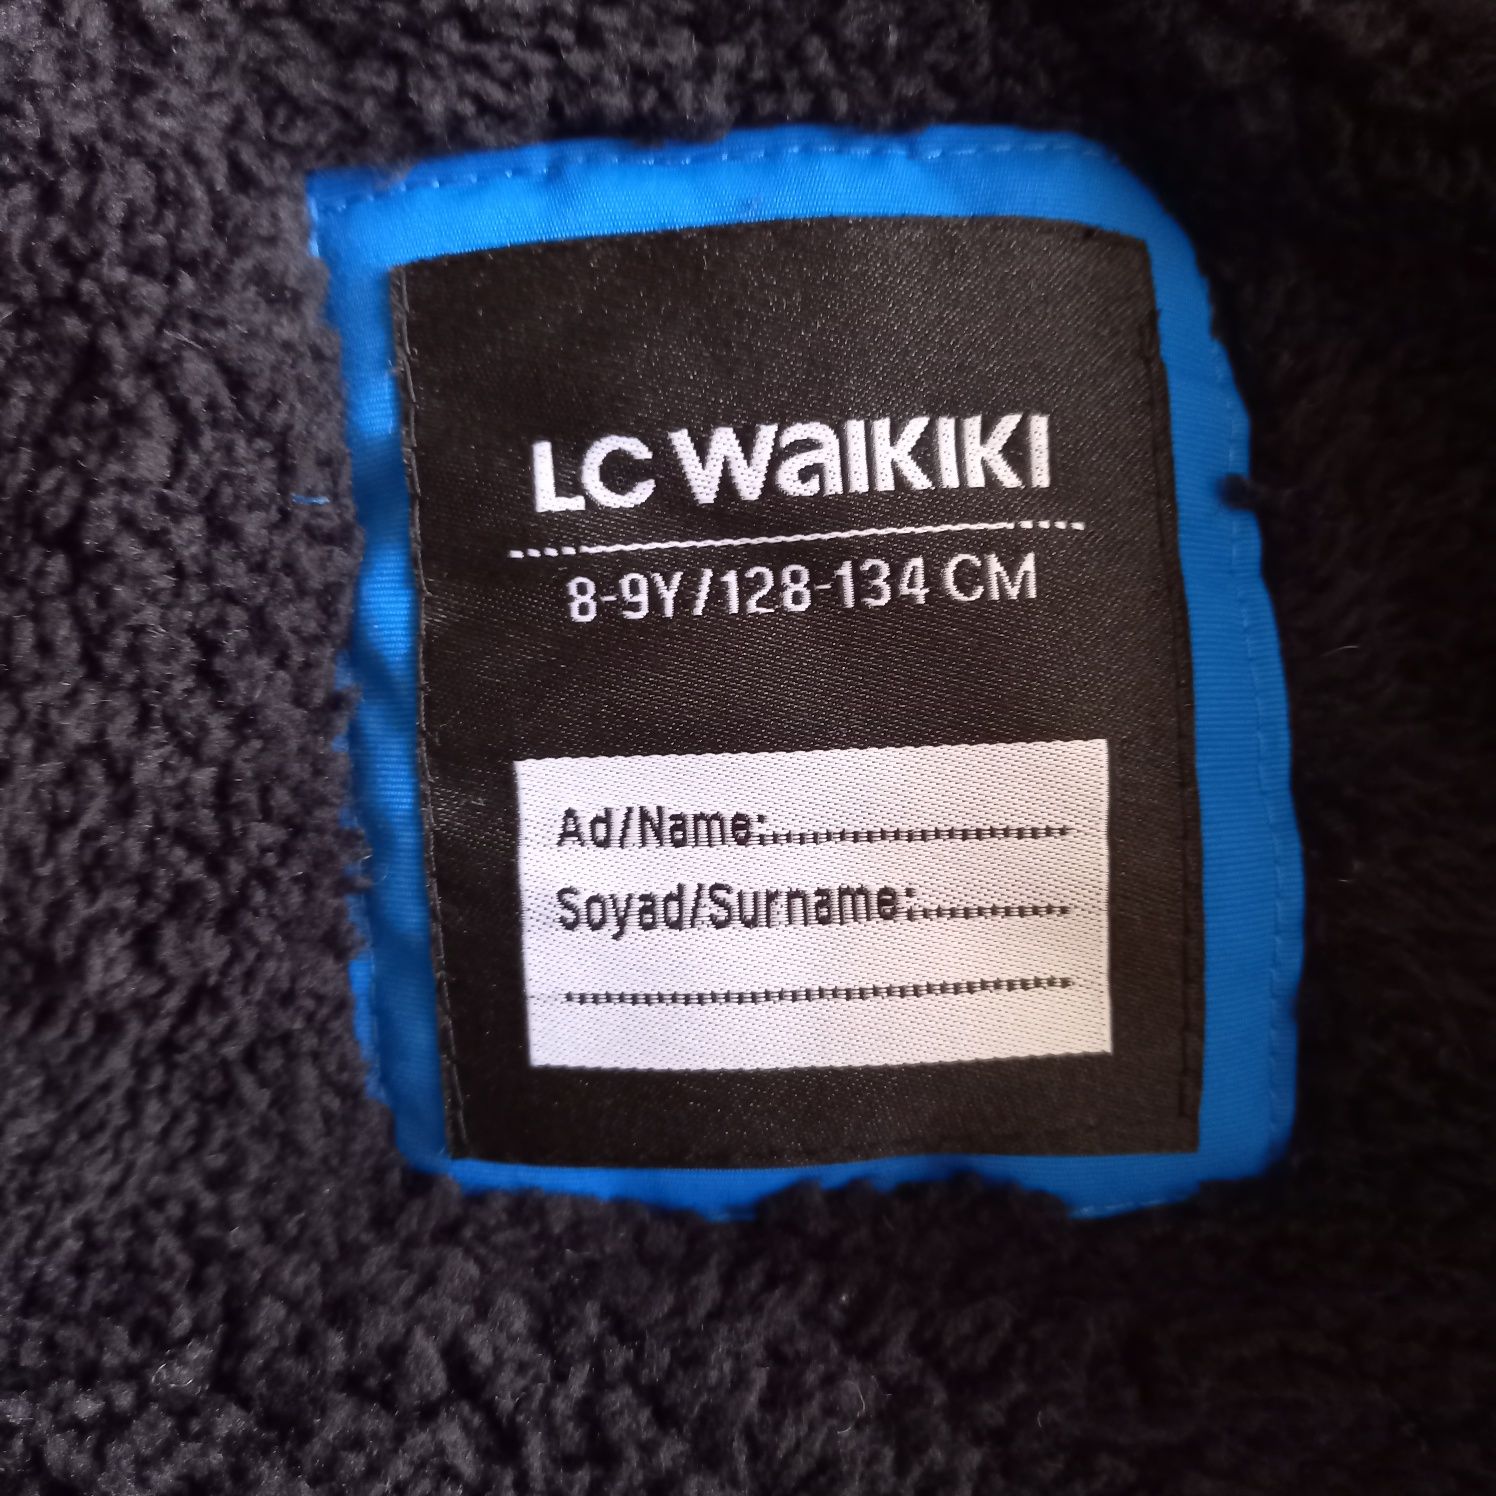 LC Waikiki
8-9Y/128-134 CM
Ad/Name:..............................
Soyad/Surname:...............
.............................................